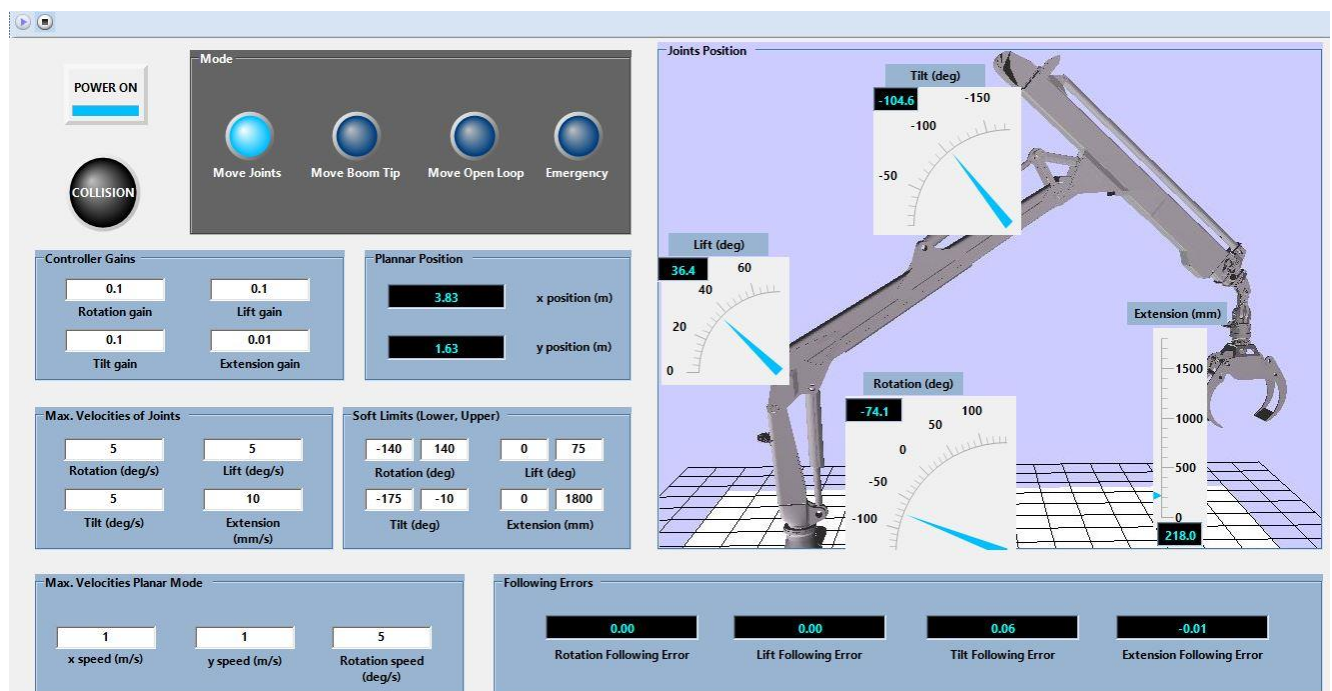 POWER ON
COLLISION
Mode
Move Joints
Move Boom Tip
Move Open Loop
Emergency
Controller Gains
0.1
Rotation gain
0.1
Lift gain
0.1
Tilt gain
0.01
Extension gain
Plannar Position
3.83
x position (m)
1.63
y position (m)
Max. Velocities of Joints
5
Rotation (deg/s)
5
Lift (deg/s)
5
Tilt (deg/s)
10
Extension
(mm/s)
Soft Limits (Lower, Upper)
-140 140
Rotation (deg)
0 75
Lift (deg)
-175 -10
Tilt (deg)
0 1800
Extension (mm)
Joints Position
Tilt (deg)
-104.6
-150
-100
-50
Lift (deg)
36.4
60
40
20
0
Rotation (deg)
-74.1
100
50
0
-50
-100
Extension (mm)
1500
1000
500
0
218.0
Max. Velocities Planar Mode
1
x speed (m/s)
1
y speed (m/s)
5
Rotation speed
(deg/s)
Following Errors
0.00
Rotation Following Error
0.00
Lift Following Error
0.06
Tilt Following Error
-0.01
Extension Following Error